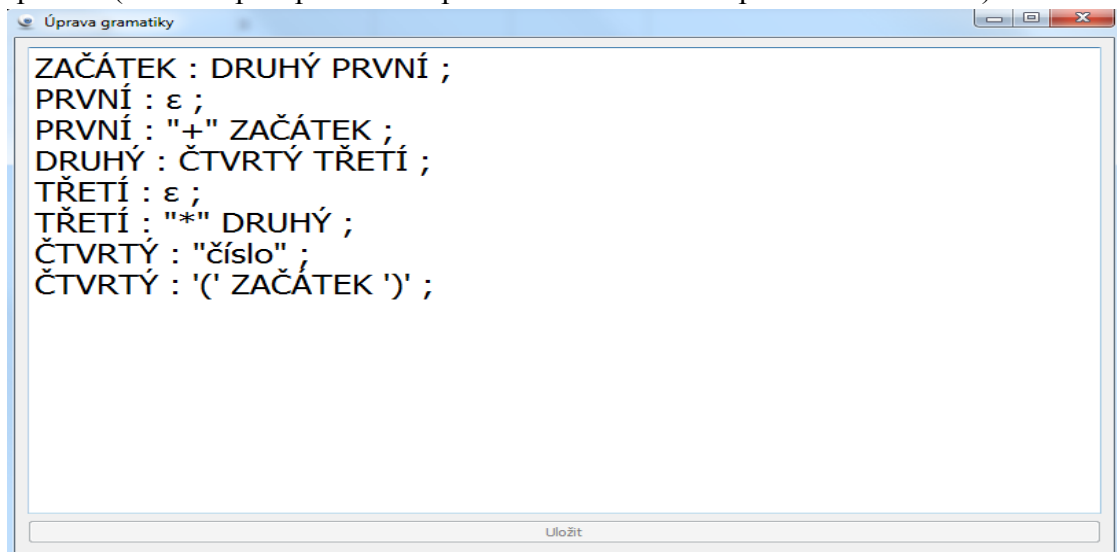 Úprava gramatiky
ZAČÁTEK : DRUHÝ PRVNÍ ;
PRVNÍ : ε ;
PRVNÍ : "+" ZAČÁTEK ;
DRUHÝ : ČTVRTÝ TŘETÍ ;
TŘETÍ : ε ;
TŘETÍ : "*" DRUHÝ ;
ČTVRTÝ : "číslo" ;
ČTVRTÝ : '(' ZAČÁTEK ')' ;
Uložit